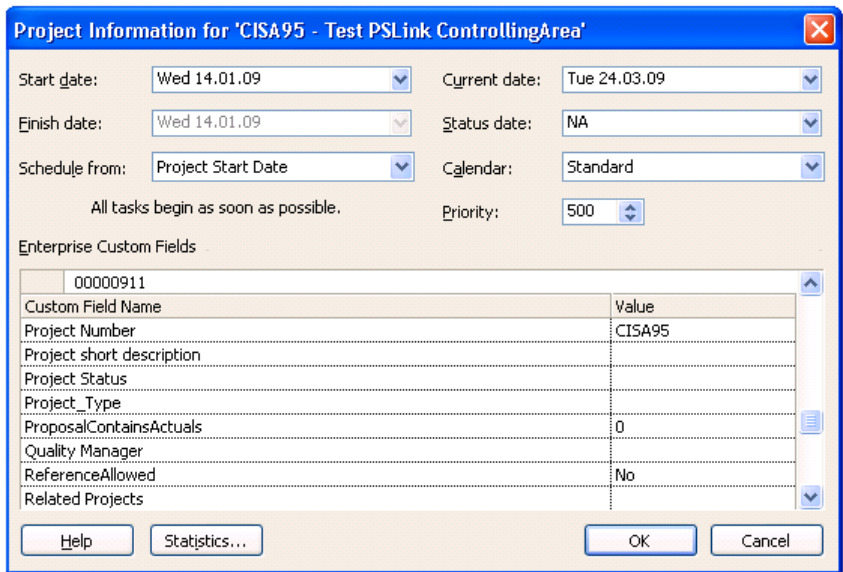 Project Information for 'CISA95 - Test PSLink ControllingArea'
Start date: Wed 14.01.09 Current date: Tue 24.03.09
Finish date: Wed 14.01.09 Status date: NA
Schedule from: Project Start Date Calendar: Standard
All tasks begin as soon as possible. Priority: 500
Enterprise Custom Fields
00000911
Custom Field Name Value
Project Number CISA95
Project short description
Project Status
Project_Type
ProposalContainsActuals 0
Quality Manager
ReferenceAllowed No
Related Projects
Help Statistics... OK Cancel